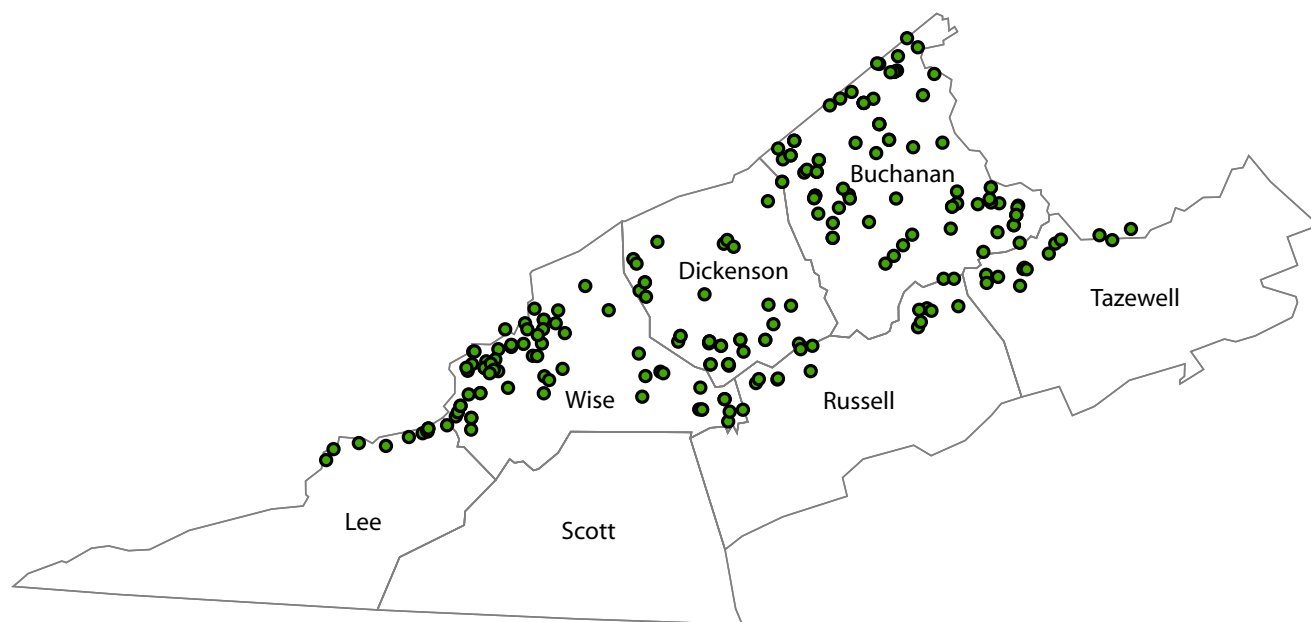 Buchanan
Dickenson
Tazewell
Wise
Russell
Lee
Scott